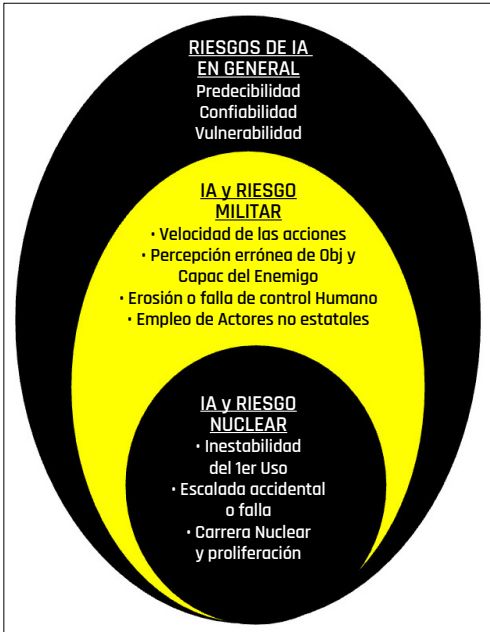 RIESGOS DE IA
EN GENERAL
Predecibilidad
Confiabilidad
Vulnerabilidad
IA y RIESGO
MILITAR
• Velocidad de las acciones
• Percepción errónea de Obj y
Capac del Enemigo
• Erosión o falla de control Humano
• Empleo de Actores no estatales
IA y RIESGO
NUCLEAR
• Inestabilidad
del 1er Uso
• Escalada accidental
o falla
• Carrera Nuclear
y proliferación